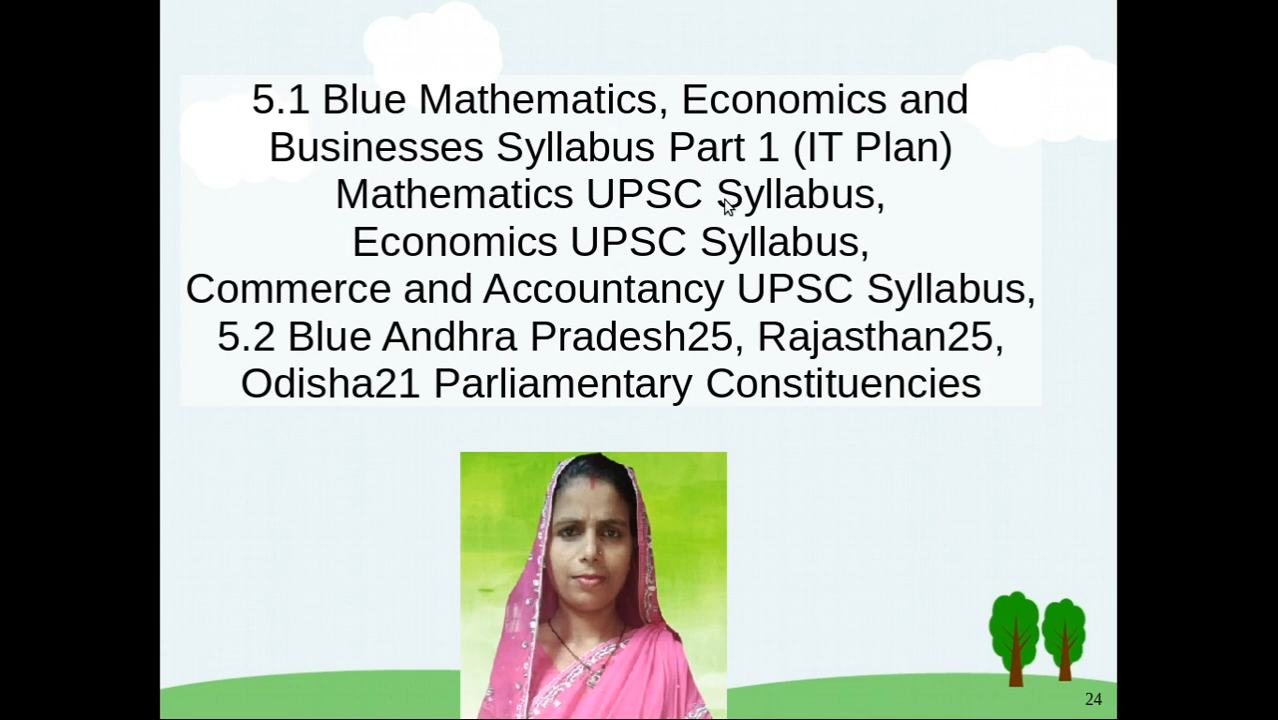 5.1 Blue Mathematics, Economics and
Businesses Syllabus Part 1 (IT Plan)
Mathematics UPSC Syllabus,
Economics UPSC Syllabus,
Commerce and Accountancy UPSC Syllabus,
5.2 Blue Andhra Pradesh25, Rajasthan25,
Odisha21 Parliamentary Constituencies
24